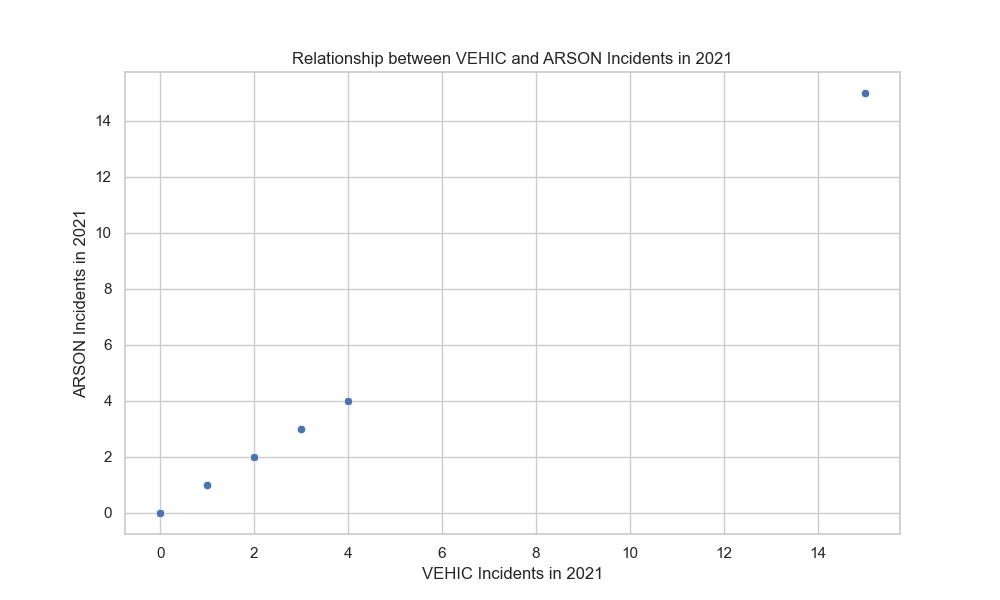 Relationship between VEHIC and ARSON Incidents in 2021
ARSON Incidents in 2021
14
12
10
8
6
4
2
0
0 2 4 6 8 10 12 14
VEHIC Incidents in 2021